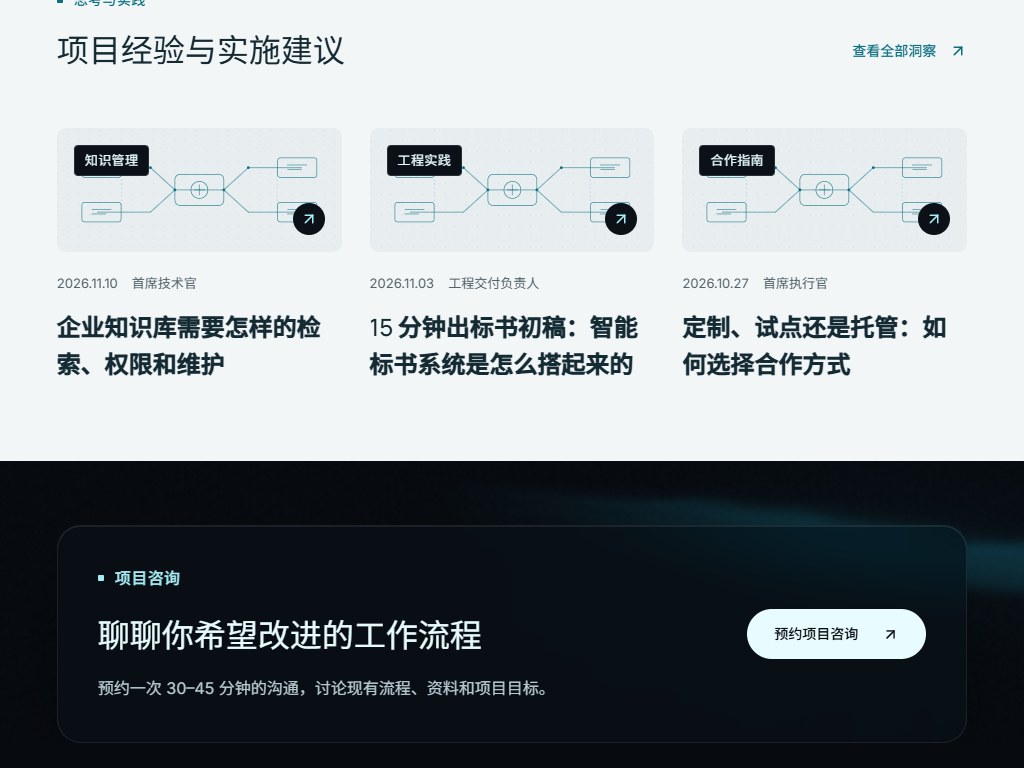 思考与实践
项目经验与实施建议
查看全部洞察
知识管理
2026.11.10 首席技术官
企业知识库需要怎样的检
索、权限和维护
工程实践
2026.11.03 工程交付负责人
15 分钟出标书初稿：智能
标书系统是怎么搭起来的
合作指南
2026.10.27 首席执行官
定制、试点还是托管：如
何选择合作方式
项目咨询
聊聊你希望改进的工作流程
预约一次 30–45 分钟的沟通，讨论现有流程、资料和项目目标。
预约项目咨询